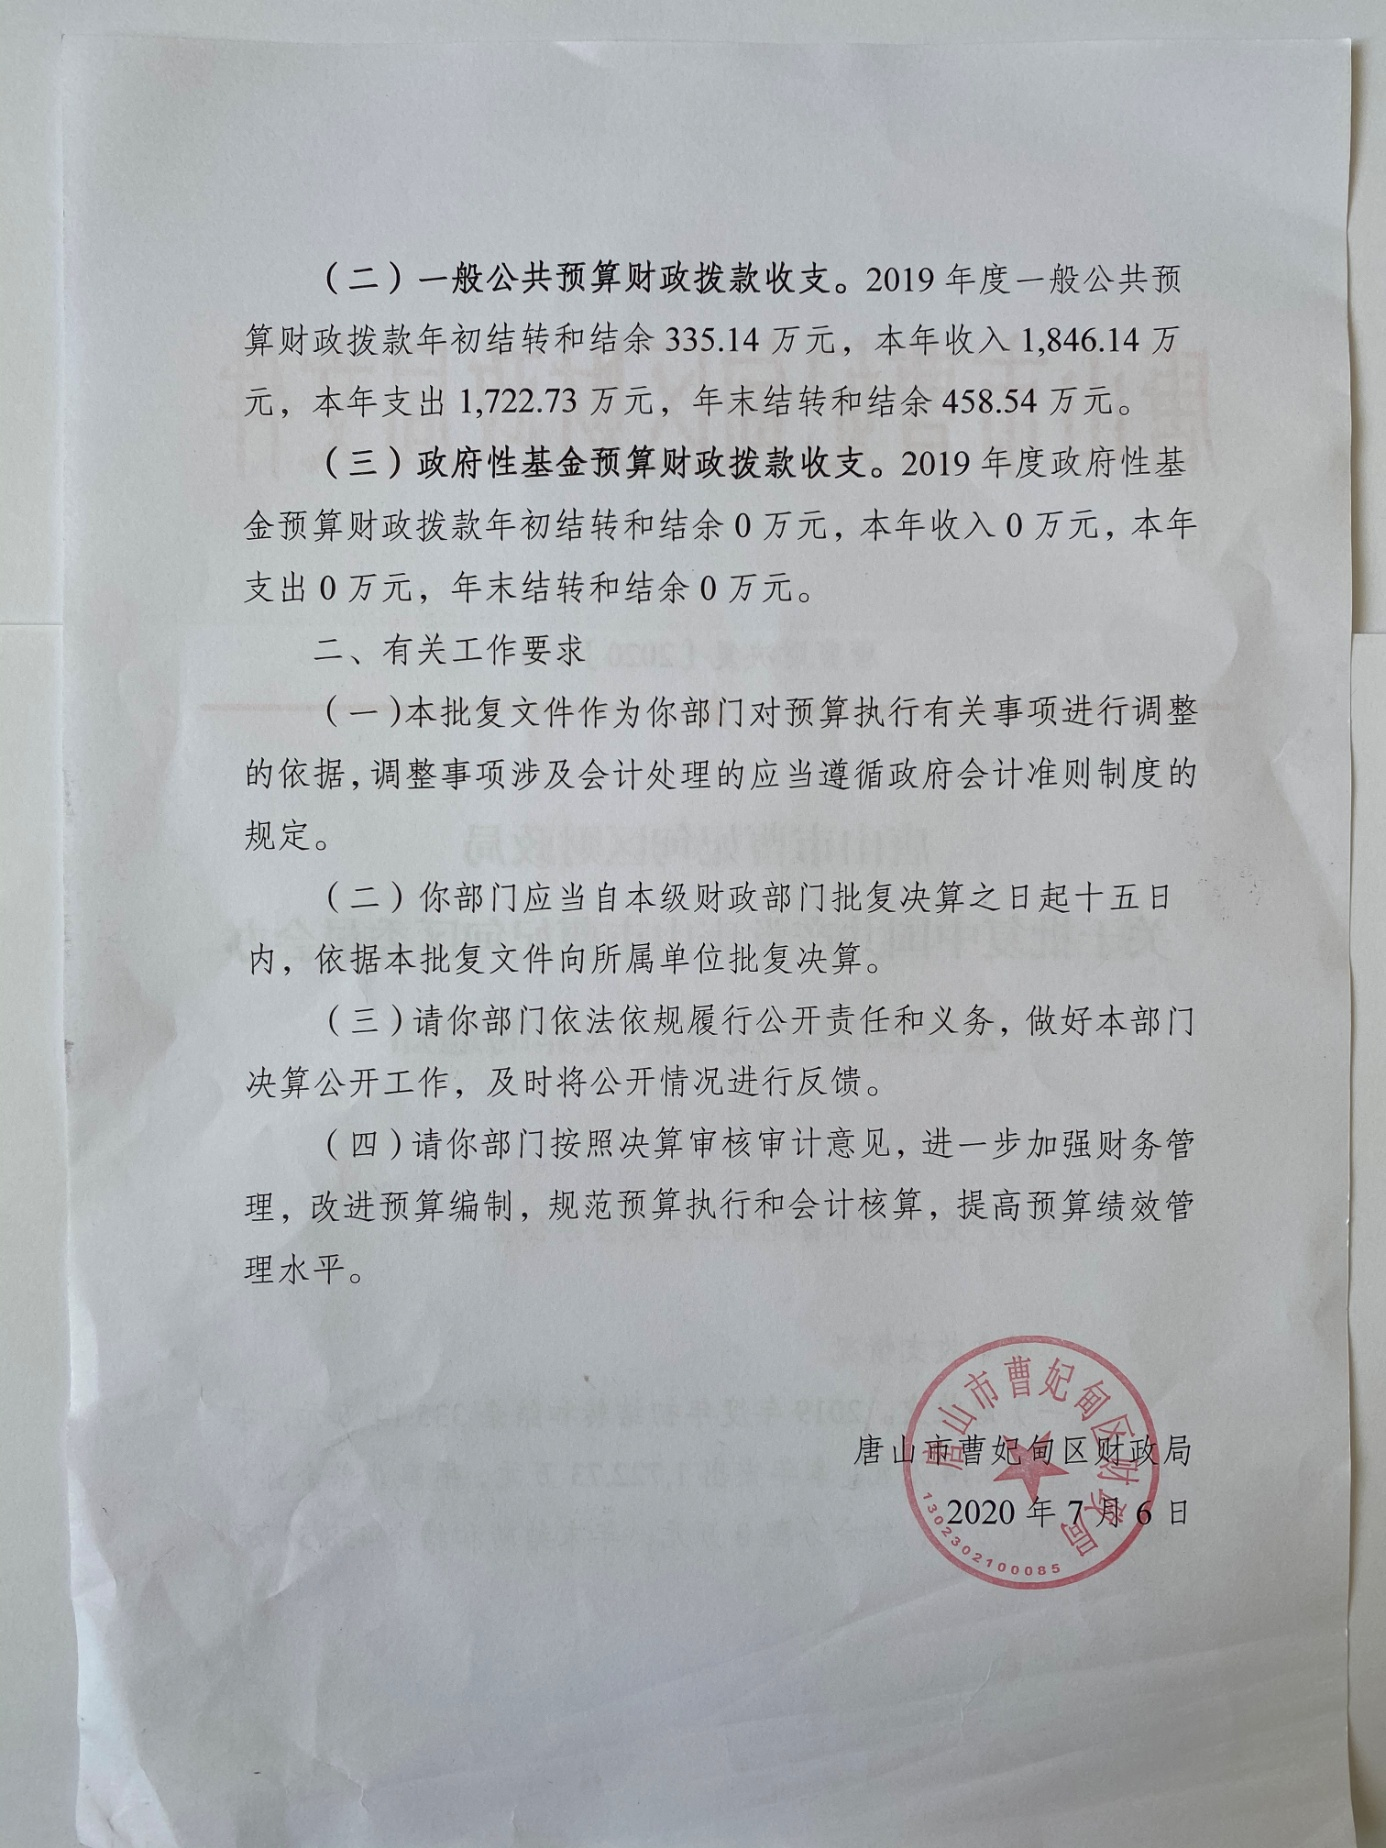 （二）一般公共预算财政拨款收支。2019 年度一般公共预
算财政拨款年初结转和结余 335.14 万元，本年收入 1,846.14 万
元，本年支出 1,722.73 万元，年末结转和结余 458.54 万元。
（三）政府性基金预算财政拨款收支。2019 年度政府性基
金预算财政拨款年初结转和结余 0 万元，本年收入 0 万元，本年
支出 0 万元，年末结转和结余 0 万元。
二、有关工作要求
（一）本批复文件作为你部门对预算执行有关事项进行调整
的依据，调整事项涉及会计处理的应当遵循政府会计准则制度的
规定。
（二）你部门应当自本级财政部门批复决算之日起十五日
内，依据本批复文件向所属单位批复决算。
（三）请你部门依法依规履行公开责任和义务，做好本部门
决算公开工作，及时将公开情况进行反馈。
（四）请你部门按照决算审核审计意见，进一步加强财务管
理，改进预算编制，规范预算执行和会计核算，提高预算绩效管
理水平。
唐山市曹妃甸区财政局
2020 年 7 月 6 日
唐山市曹妃甸区财政局
1302302100085